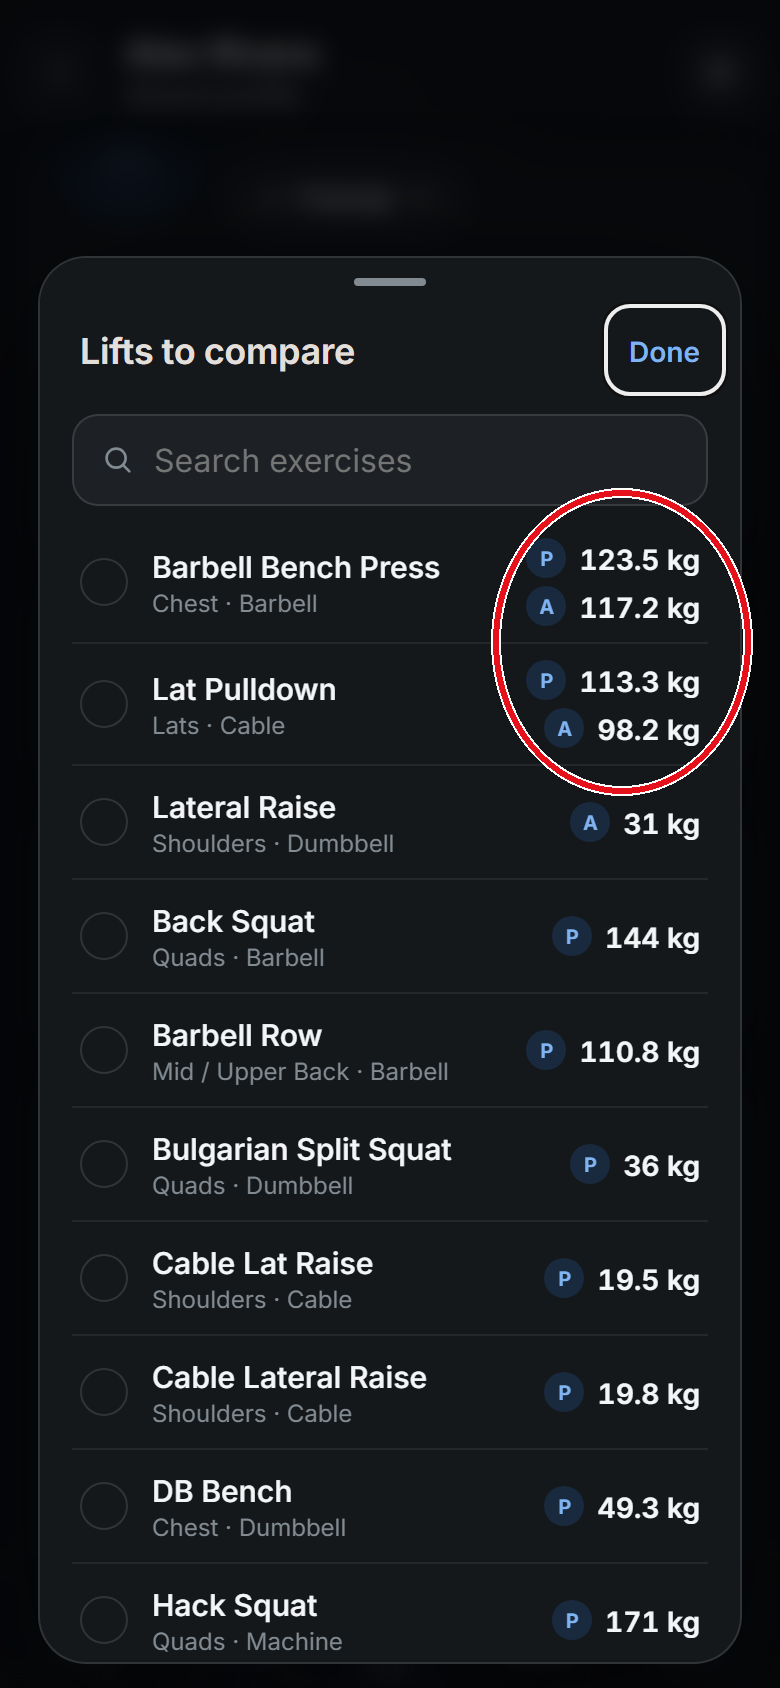 Lifts to compare
Done
Search exercises
Barbell Bench Press
Chest · Barbell
P 123.5 kg
A 117.2 kg
Lat Pulldown
Lats · Cable
P 113.3 kg
A 98.2 kg
Lateral Raise
Shoulders · Dumbbell
A 31 kg
Back Squat
Quads · Barbell
P 144 kg
Barbell Row
Mid / Upper Back · Barbell
P 110.8 kg
Bulgarian Split Squat
Quads · Dumbbell
P 36 kg
Cable Lat Raise
Shoulders · Cable
P 19.5 kg
Cable Lateral Raise
Shoulders · Cable
P 19.8 kg
DB Bench
Chest · Dumbbell
P 49.3 kg
Hack Squat
Quads · Machine
P 171 kg